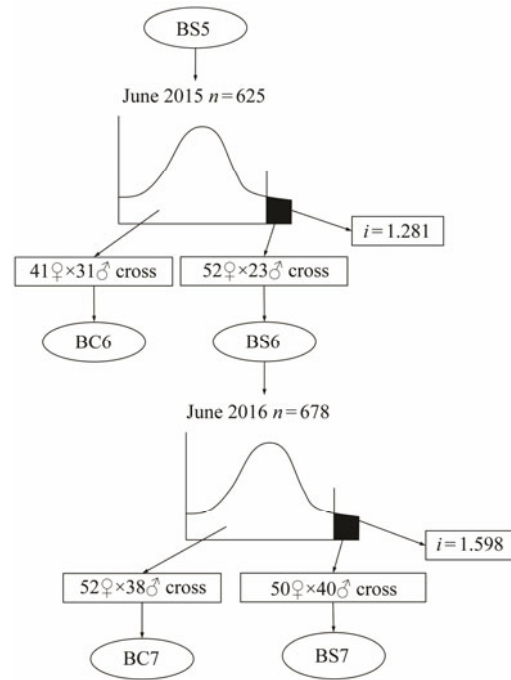 BS5
June 2015 n=625
i=1.281
41♀×31♂ cross
52♀×23♂ cross
BC6
BS6
June 2016 n=678
i=1.598
52♀×38♂ cross
50♀×40♂ cross
BC7
BS7